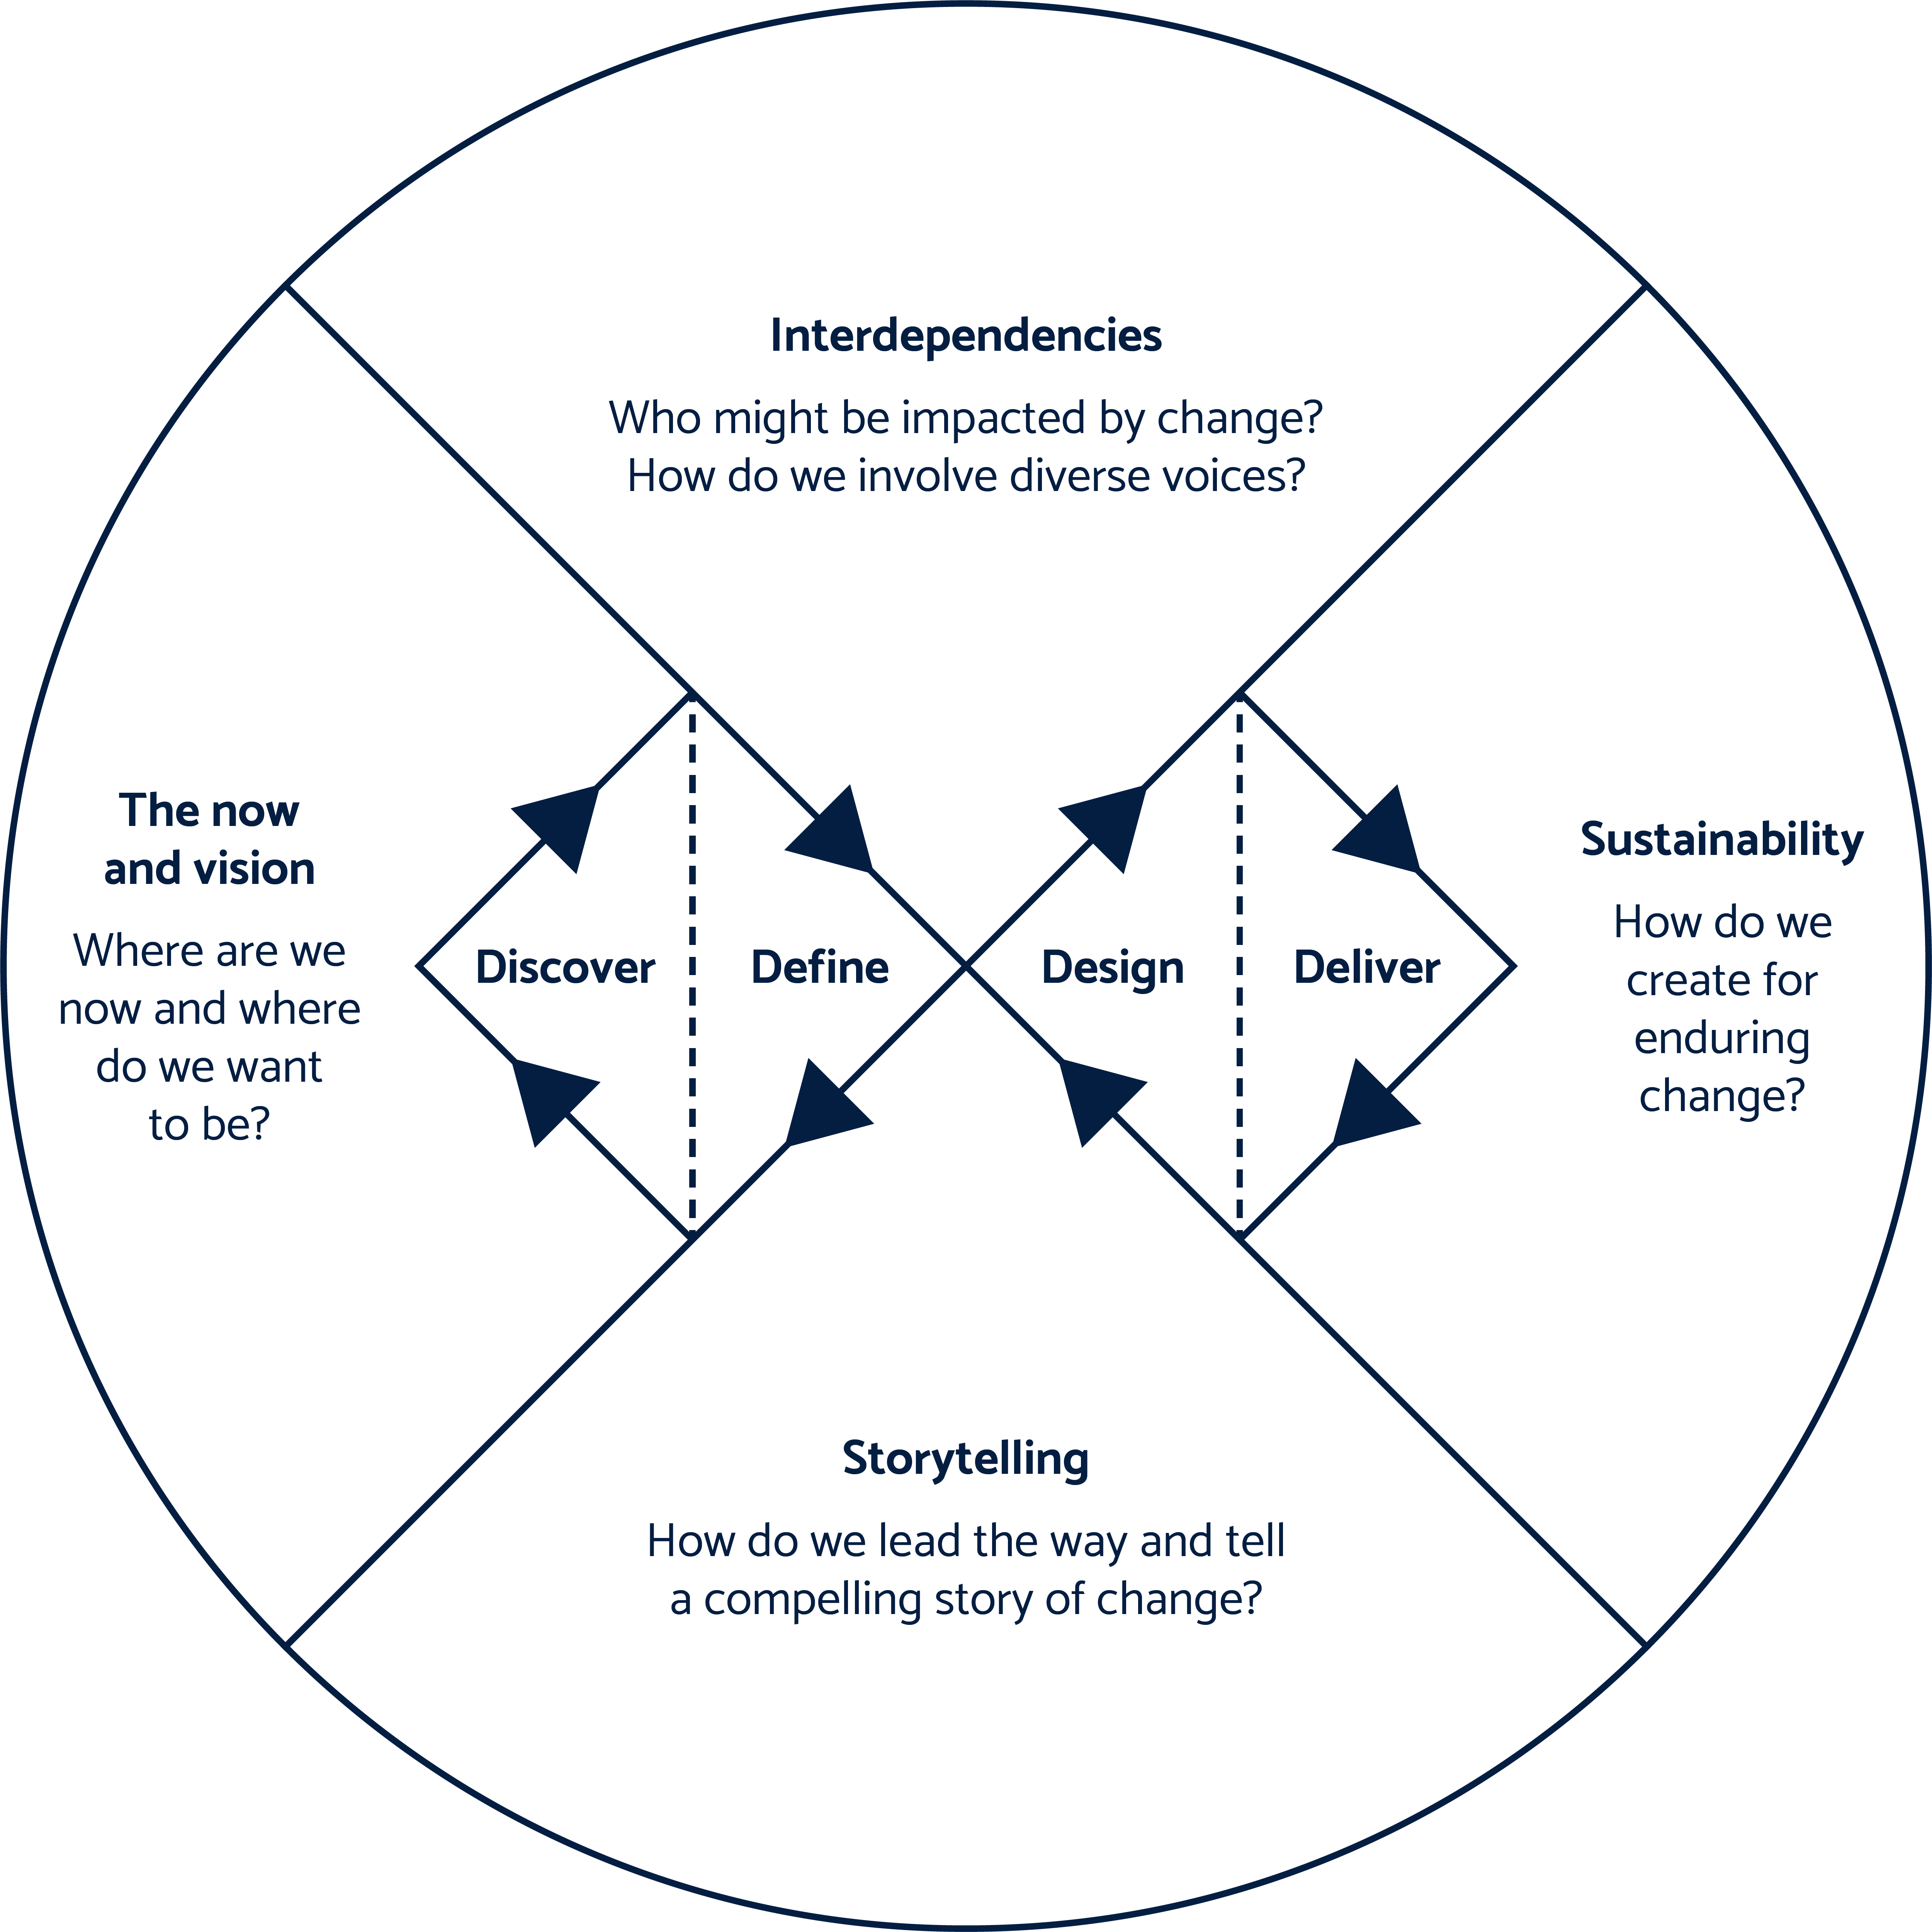 Interdependencies
Who might be impacted by change?
How do we involve diverse voices?
The now
and vision
Where are we
now and where
do we want
to be?
Discover
Define
Design
Deliver
Sustainability
How do we
create for
enduring
change?
Storytelling
How do we lead the way and tell
a compelling story of change?